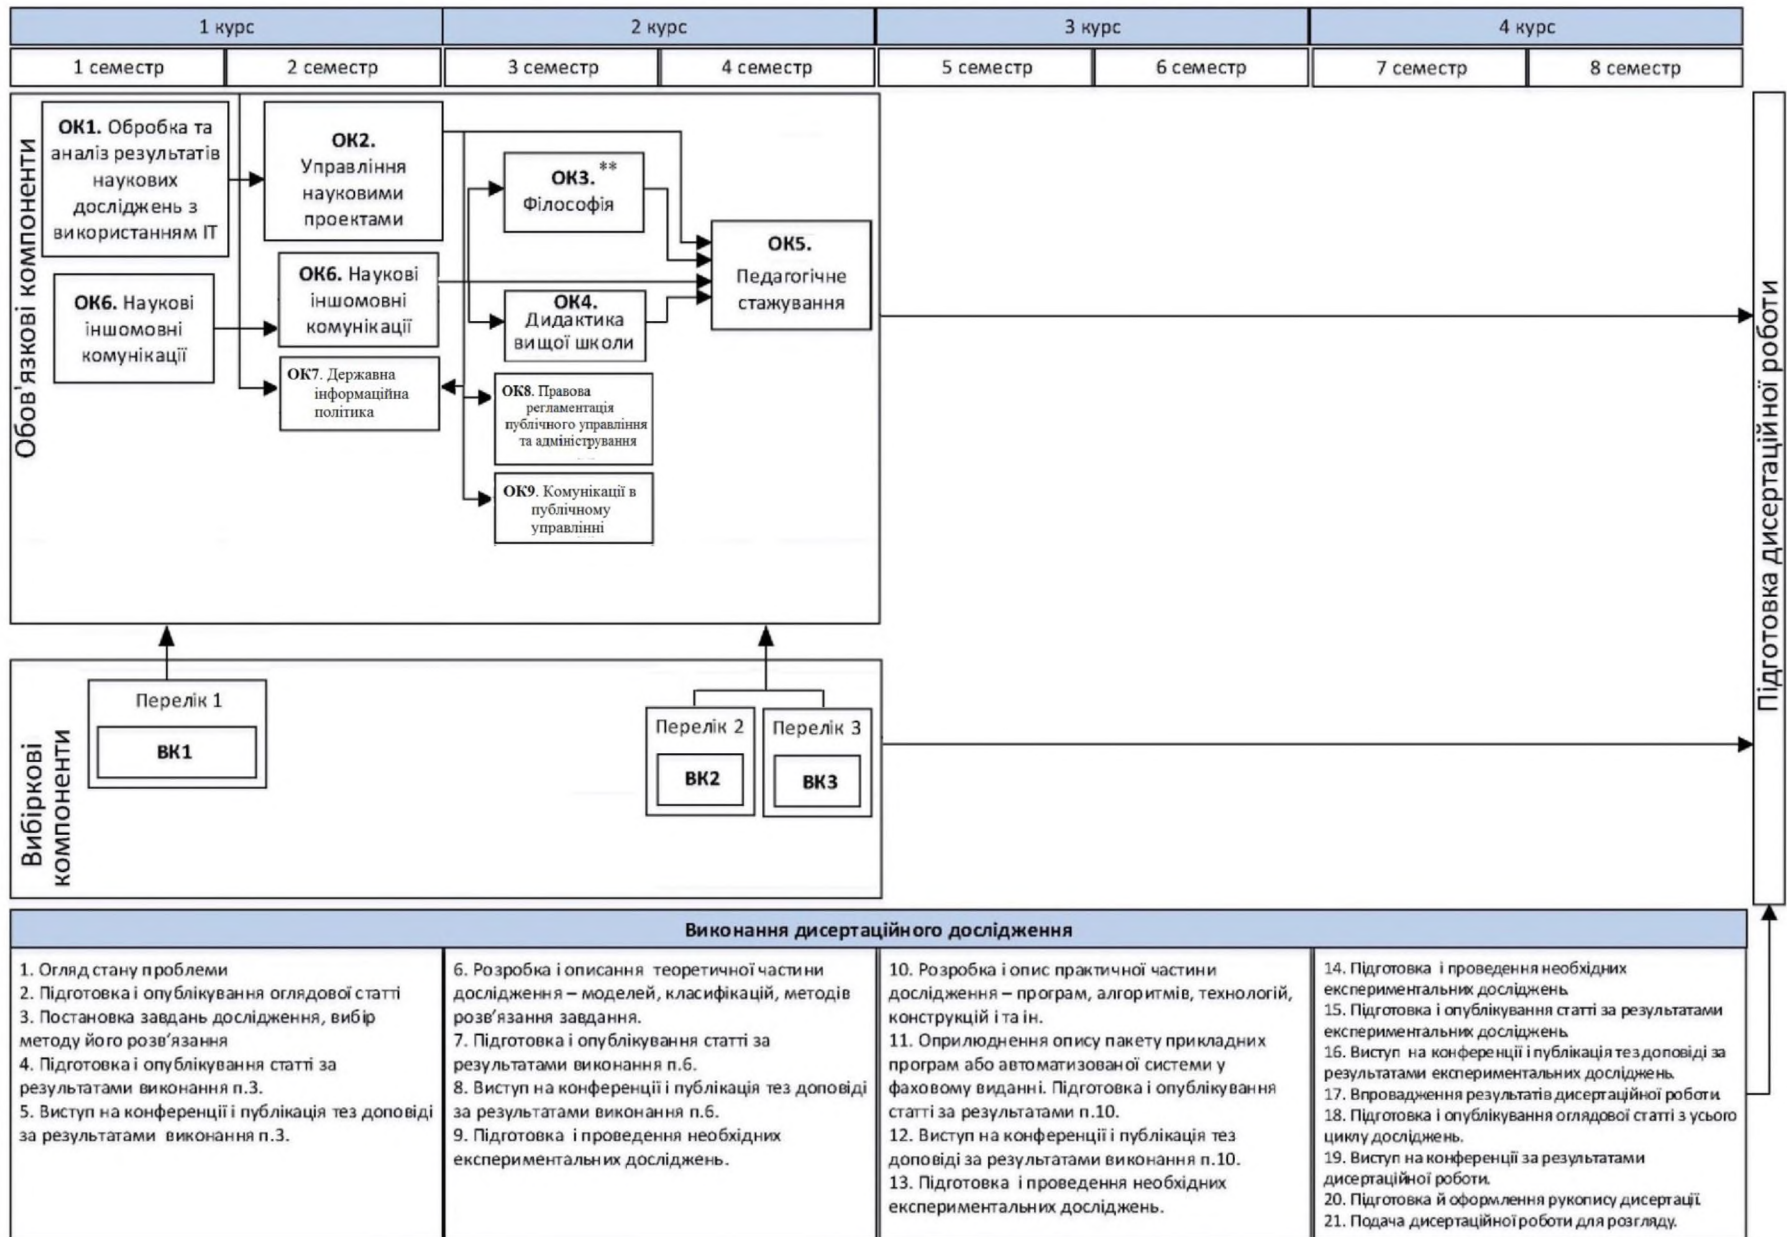 1 курс
2 курс
3 курс
4 курс
1 семестр
2 семестр
3 семестр
4 семестр
5 семестр
6 семестр
7 семестр
8 семестр
Обов'язкові компоненти
ОК1. Обробка та
аналіз результатів
наукових
досліджень з
використанням ІТ
ОК6. Наукові
іншомовні
комунікації
ОК2.
Управління
науковими
проектами
ОК6. Наукові
іншомовні
комунікації
ОК7. Державна
інформаційна
політика
ОК3. **
Філософія
ОК4.
Дидактика
вищої школи
ОК8. Правова
регламентація
публічного управління
та адміністрування
ОК9. Комунікації в
публічному
управлінні
ОК5.
Педагогічне
стажування
Підготовка дисертаційної роботи
Вибіркові
компоненти
Перелік 1
ВК1
Перелік 2
ВК2
Перелік 3
ВК3
Виконання дисертаційного дослідження
1. Огляд стану проблеми
2. Підготовка і опублікування оглядової статті
3. Постановка завдань дослідження, вибір
методу його розв'язання
4. Підготовка і опублікування статті за
результатами виконання п.3.
5. Виступ на конференції і публікація тез доповіді
за результатами виконання п.3.
6. Розробка і описання теоретичної частини
дослідження – моделей, класифікацій, методів
розв'язання завдання.
7. Підготовка і опублікування статті за
результатами виконання п.6.
8. Виступ на конференції і публікація тез доповіді
за результатами виконання п.6.
9. Підготовка і проведення необхідних
експериментальних досліджень.
10. Розробка і опис практичної частини
дослідження – програм, алгоритмів, технологій,
конструкцій і та ін.
11. Оприлюднення опису пакету прикладних
програм або автоматизованої системи у
фаховому виданні. Підготовка і опублікування
статті за результатами п.10.
12. Виступ на конференції і публікація тез
доповіді за результатами виконання п.10.
13. Підготовка і проведення необхідних
експериментальних досліджень.
14. Підготовка і проведення необхідних
експериментальних досліджень.
15. Підготовка і опублікування статті за результатами
експериментальних досліджень.
16. Виступ на конференції і публікація тез доповіді за
результатами експериментальних досліджень.
17. Впровадження результатів дисертаційної роботи.
18. Підготовка і опублікування оглядової статті з усього
циклу досліджень.
19. Виступ на конференції за результатами
дисертаційної роботи.
20. Підготовка й оформлення рукопису дисертації.
21. Подача дисертаційної роботи для розгляду.